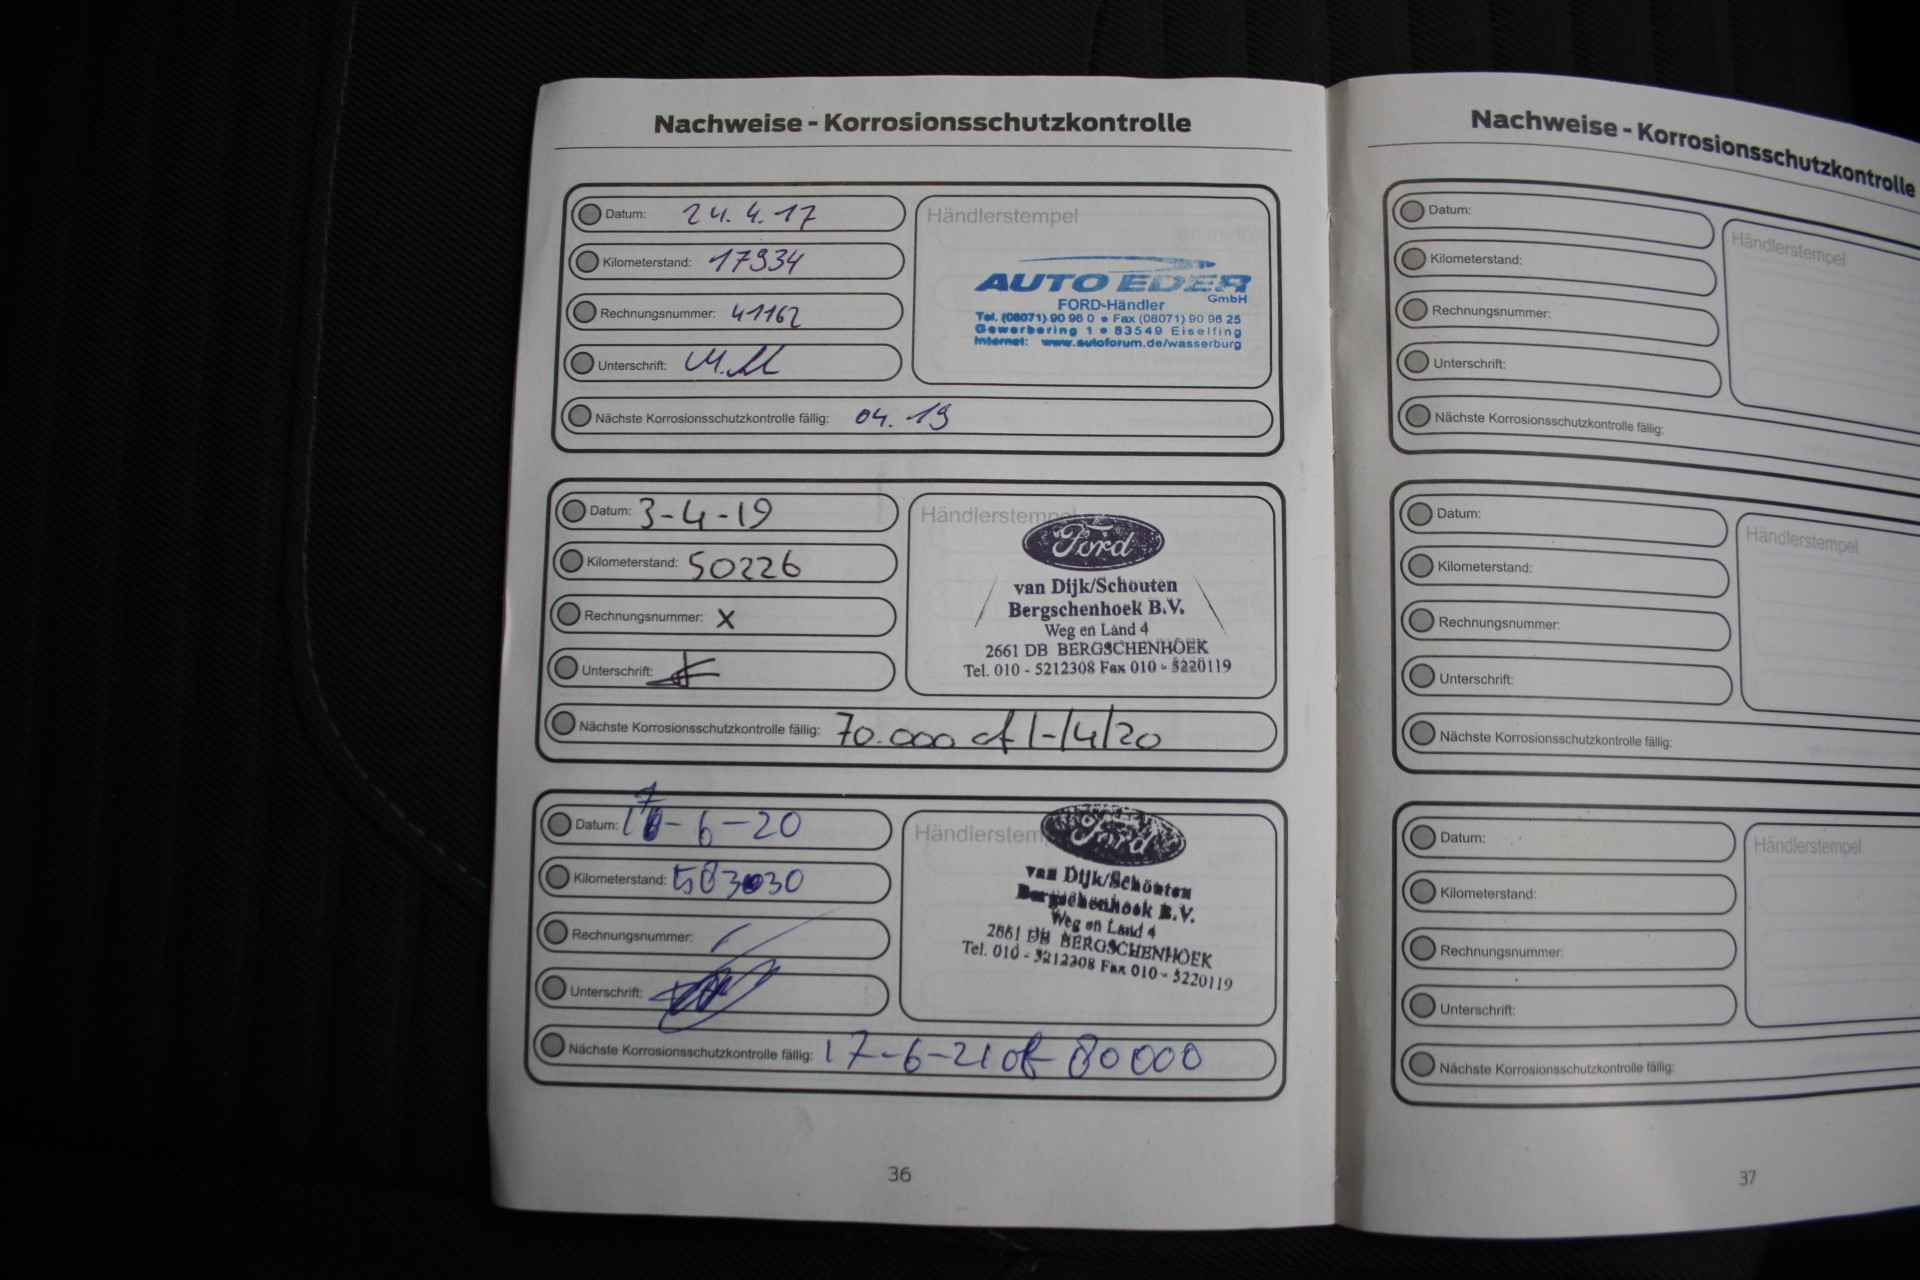 Nachweise - Korrosionsschutzkontrolle
Datum: 24.4.17
Kilometerstand: 17934
Rechnungsnummer: 41162
Unterschrift:
Nächste Korrosionsschutzkontrolle fällig: 04.19
Händlerstempel
AUTO EDER
GmbH
FORD-Händler
Tel. (08071) 90 96 0 • Fax (08071) 90 96 25
Gewerbering 1 • 83549 Eiselfing
Internet: www.autoforum.de/wasserburg
Datum: 3-4-19
Kilometerstand: 50226
Rechnungsnummer: x
Unterschrift:
Nächste Korrosionsschutzkontrolle fällig: 70.000 of 1-/4/20
Händlerstempel
Ford
van Dijk/Schouten
Bergschenhoek B.V.
Weg en Land 4
2661 DB BERGSCHENHOEK
Tel. 010 - 5212308 Fax 010 - 5220119
Datum: 17-6-20
Kilometerstand:
Rechnungsnummer:
Unterschrift:
Nächste Korrosionsschutzkontrolle fällig: 17-6-21 of 80000
Händlerstem
Ford
van Dijk/Schouten
Bergschenhoek B.V.
Weg en Land 4
2661 DB BERGSCHENHOEK
Tel. 010 - 5212308 Fax 010 - 5220119
36
Nachweise - Korrosionsschutzkontrolle
Datum:
Kilometerstand:
Rechnungsnummer:
Unterschrift:
Nächste Korrosionsschutzkontrolle fällig:
Händlerstempel
Datum:
Kilometerstand:
Rechnungsnummer:
Unterschrift:
Nächste Korrosionsschutzkontrolle fällig:
Händlerstempel
Datum:
Kilometerstand:
Rechnungsnummer:
Unterschrift:
Nächste Korrosionsschutzkontrolle fällig:
Händlerstempel
37